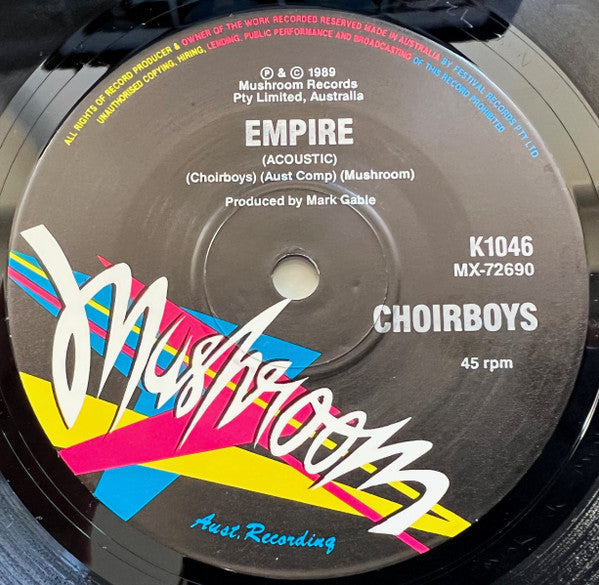 ALL RIGHTS OF RECORD PRODUCER & OWNER OF THE WORK RECORDED RESERVED MADE IN AUSTRALIA BY FESTIVAL RECORDS PTY LTD
UNAUTHORISED COPYING, HIRING, LENDING, PUBLIC PERFORMANCE AND BROADCASTING OF THIS RECORD PROHIBITED
℗ & © 1989
Mushroom Records
Pty Limited, Australia
EMPIRE
(ACOUSTIC)
(Choirboys) (Aust Comp) (Mushroom)
Produced by Mark Gable
K1046
MX-72690
CHOIRBOYS
45 rpm
Mushroom
Aust. Recording